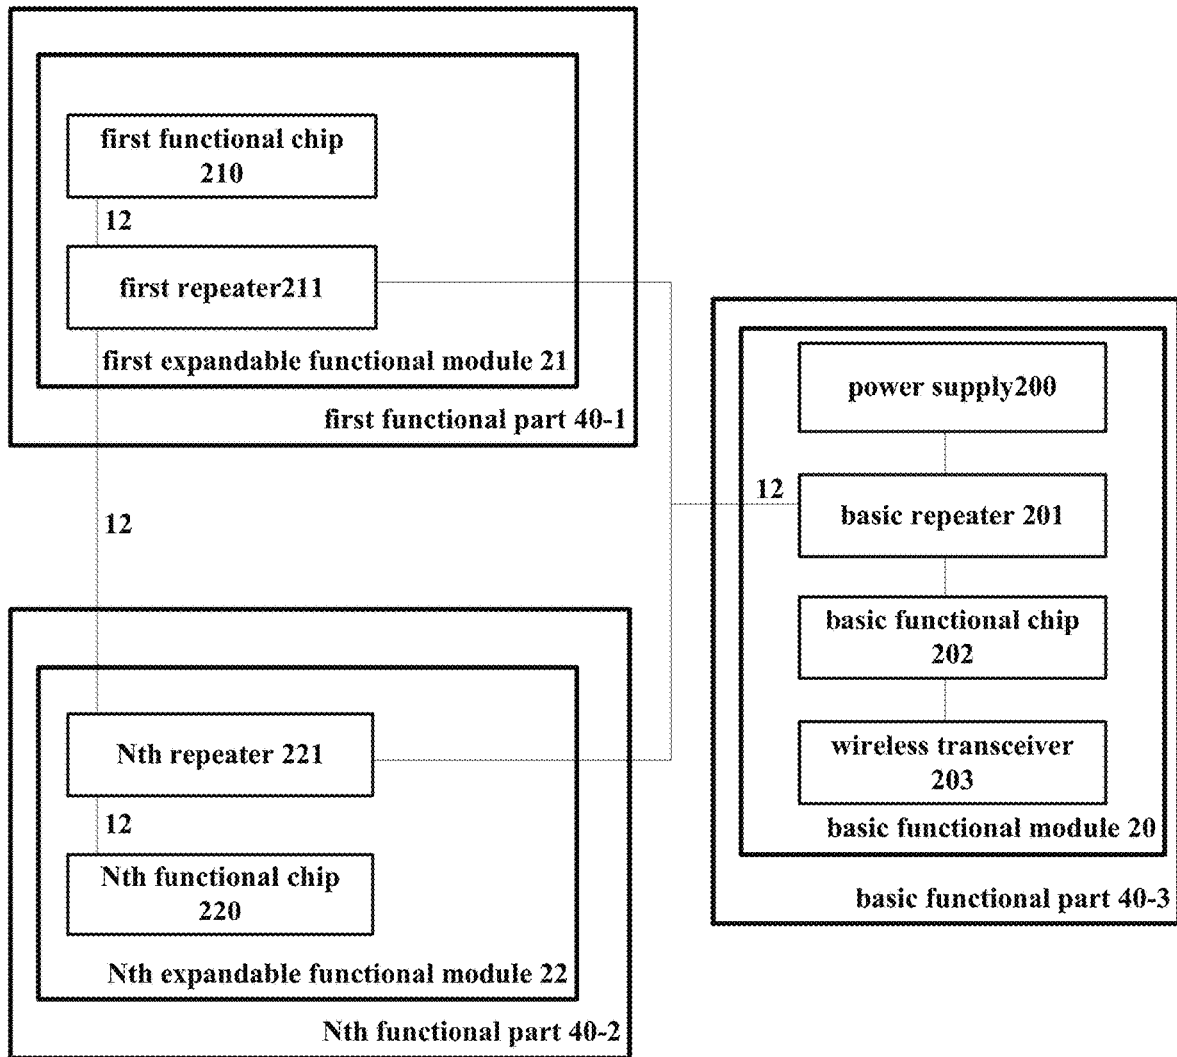 first functional chip
210
12
first repeater211
first expandable functional module 21
first functional part 40-1
12
Nth repeater 221
12
Nth functional chip
220
Nth expandable functional module 22
Nth functional part 40-2
power supply200
12
basic repeater 201
basic functional chip
202
wireless transceiver
203
basic functional module 20
basic functional part 40-3